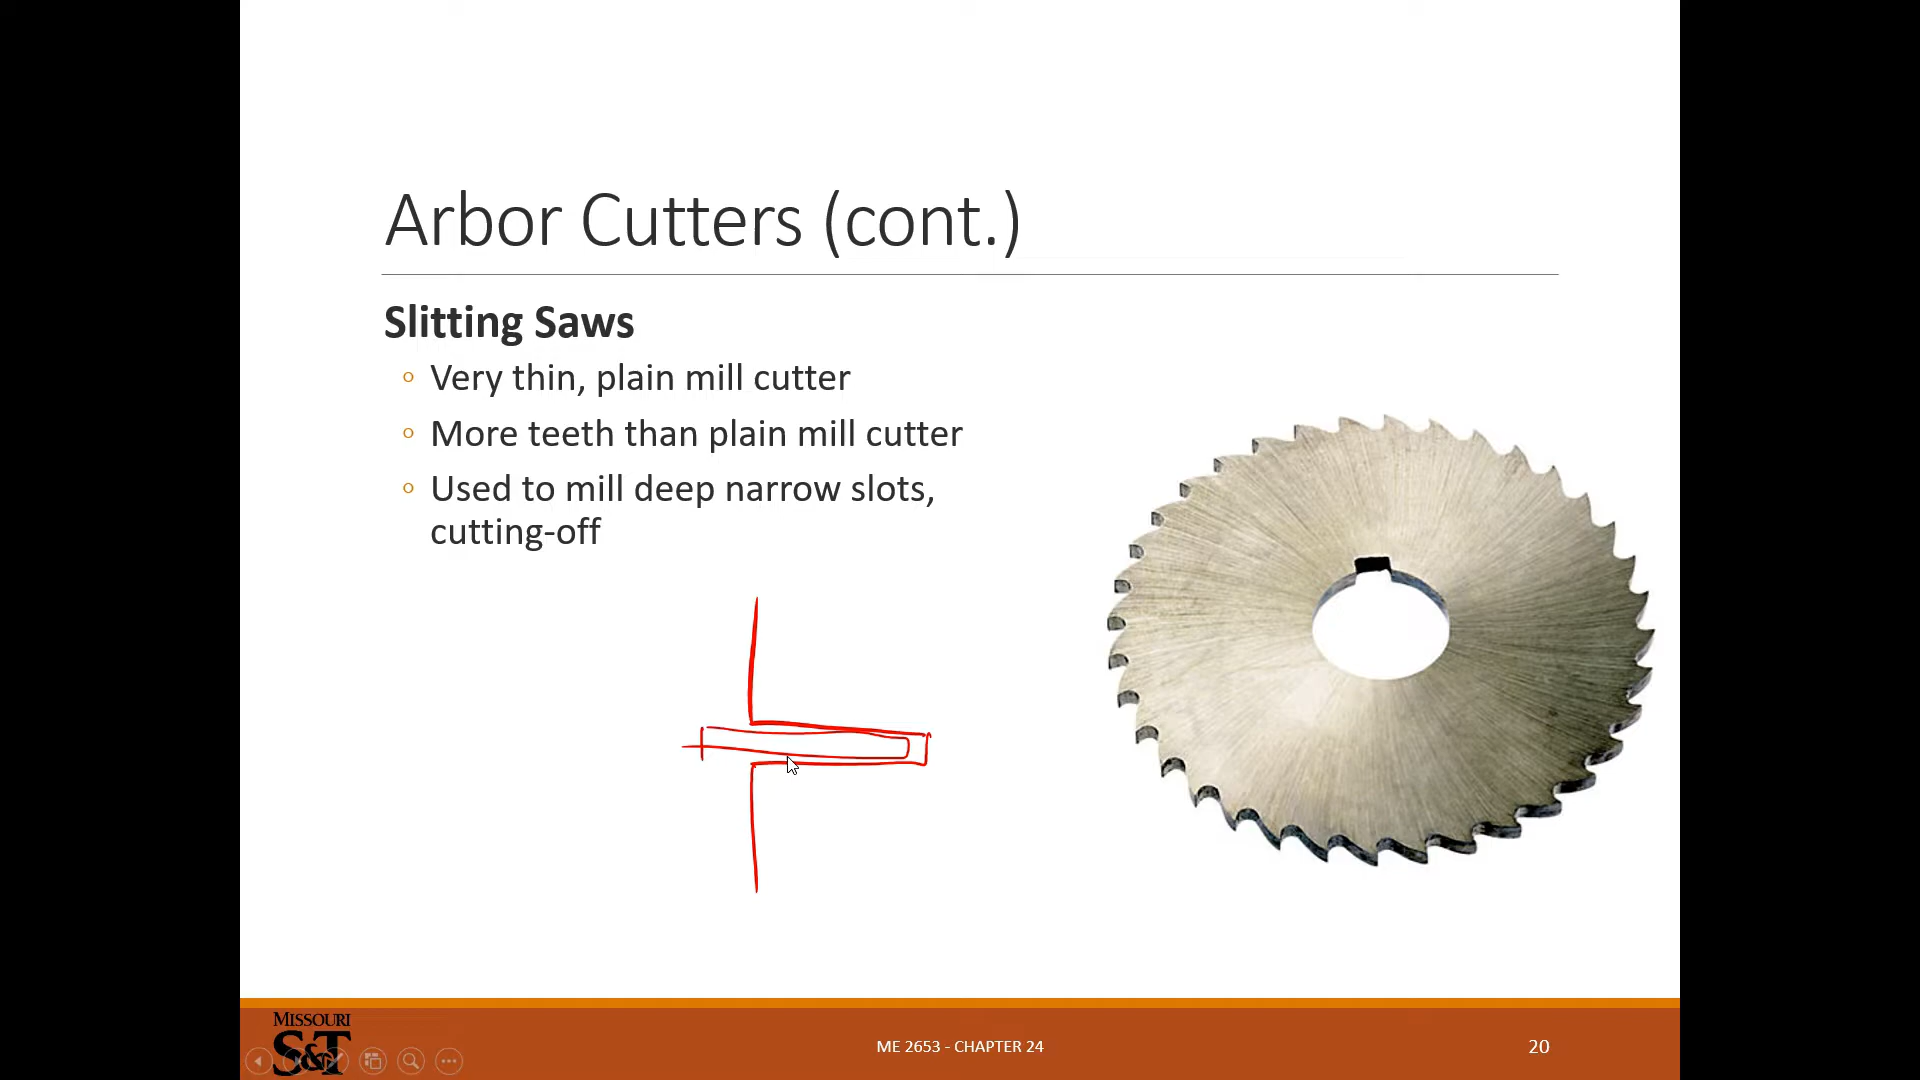 Arbor Cutters (cont.)
Slitting Saws
Very thin, plain mill cutter
More teeth than plain mill cutter
Used to mill deep narrow slots,
cutting-off
MISSOURI
S&T
ME 2653 - CHAPTER 24
20